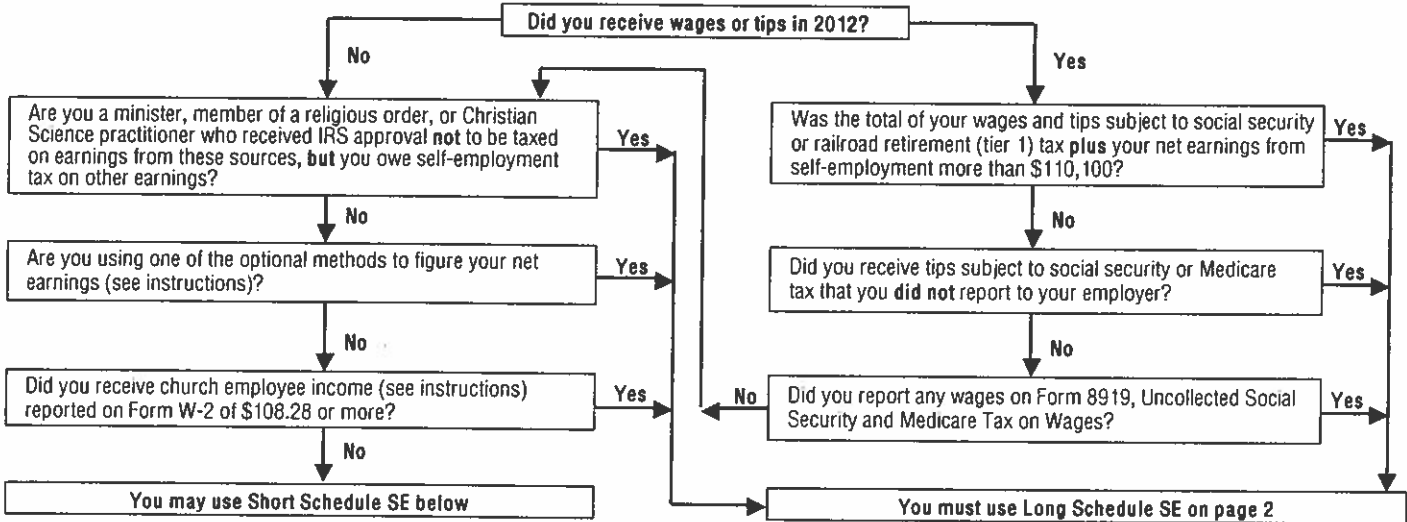 Did you receive wages or tips in 2012?
No
Yes
Are you a minister, member of a religious order, or Christian
Science practitioner who received IRS approval not to be taxed
on earnings from these sources, but you owe self-employment
tax on other earnings?
Yes
Was the total of your wages and tips subject to social security
or railroad retirement (tier 1) tax plus your net earnings from
self-employment more than $110,100?
Yes
No
No
Are you using one of the optional methods to figure your net
earnings (see instructions)?
Yes
Did you receive tips subject to social security or Medicare
tax that you did not report to your employer?
Yes
No
No
Did you receive church employee income (see instructions)
reported on Form W-2 of $108.28 or more?
Yes
No
Did you report any wages on Form 8919, Uncollected Social
Security and Medicare Tax on Wages?
Yes
No
You may use Short Schedule SE below
You must use Long Schedule SE on page 2